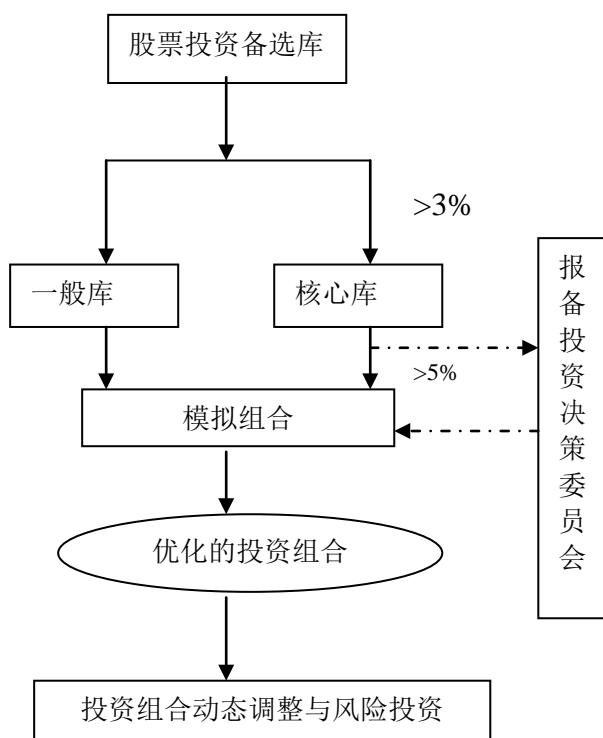 股票投资备选库
>3%
一般库
核心库
>5%
模拟组合
报备投资决策委员会
优化的投资组合
投资组合动态调整与风险投资